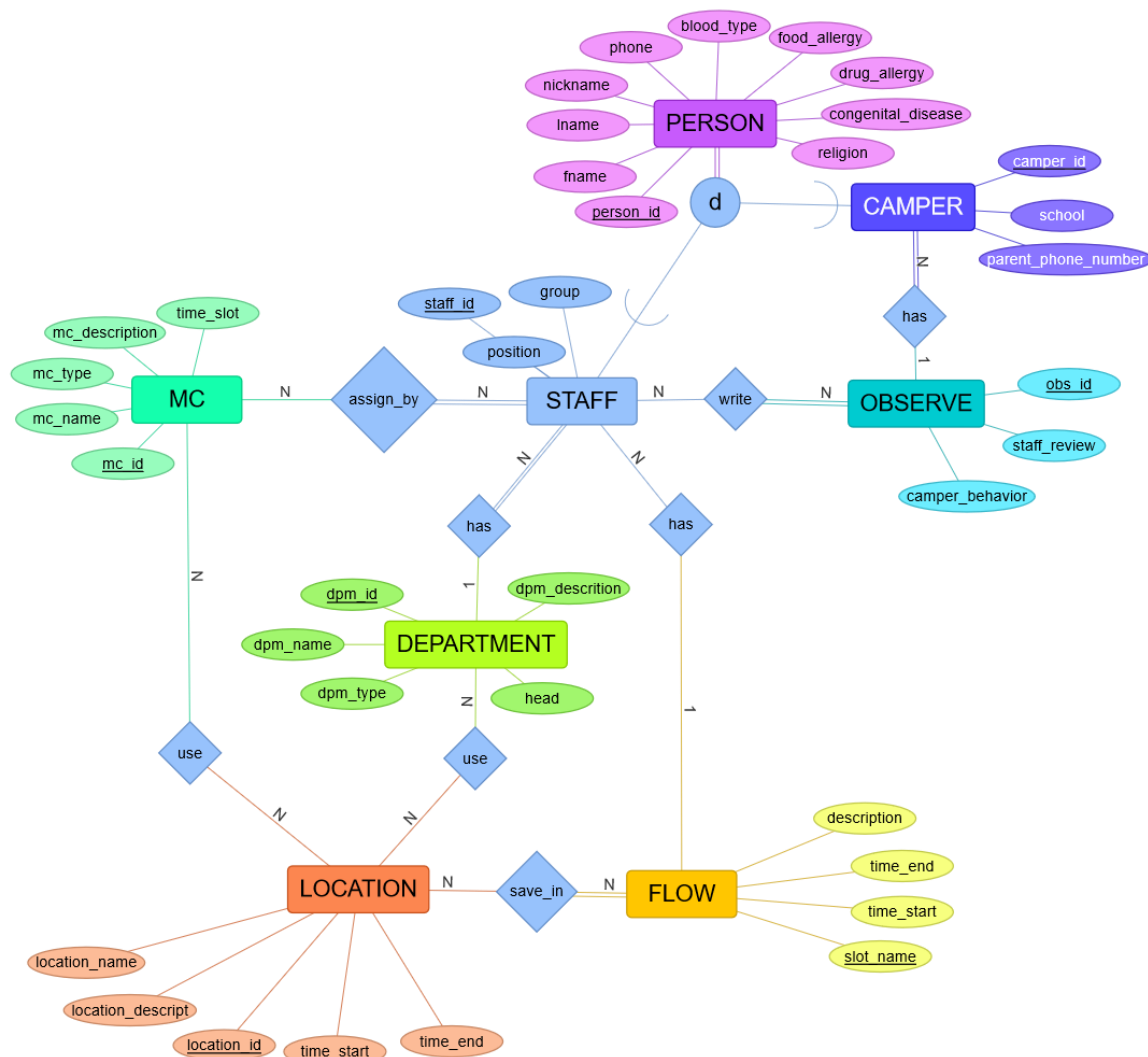 blood_type
food_allergy
phone
drug_allergy
nickname
PERSON
congenital_disease
lname
religion
fname
person_id
d
camper_id
CAMPER
school
parent_phone_number
N
has
1
staff_id
group
position
time_slot
mc_description
mc_type
MC
mc_name
mc_id
N
assign_by
N
STAFF
N
write
N
OBSERVE
obs_id
staff_review
camper_behavior
N
has
1
N
has
1
dpm_id
dpm_descrition
DEPARTMENT
dpm_name
dpm_type
head
N
use
N
N
use
N
LOCATION
N
save_in
N
FLOW
description
time_end
time_start
slot_name
location_name
location_descript
location_id
time_start
time_end